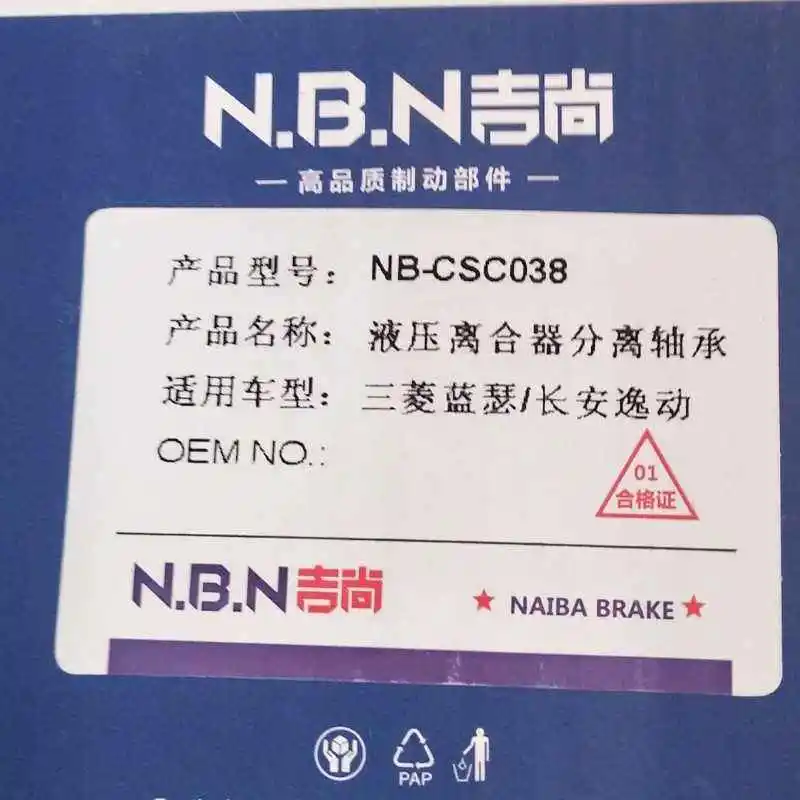 N.B.N吉尚
— 高品质制动部件 —
产品型号： NB-CSC038
产品名称： 液压离合器分离轴承
适用车型： 三菱蓝瑟/长安逸动
OEM NO.:
01
合格证
N.B.N吉尚
★ NAIBA BRAKE ★
PAP